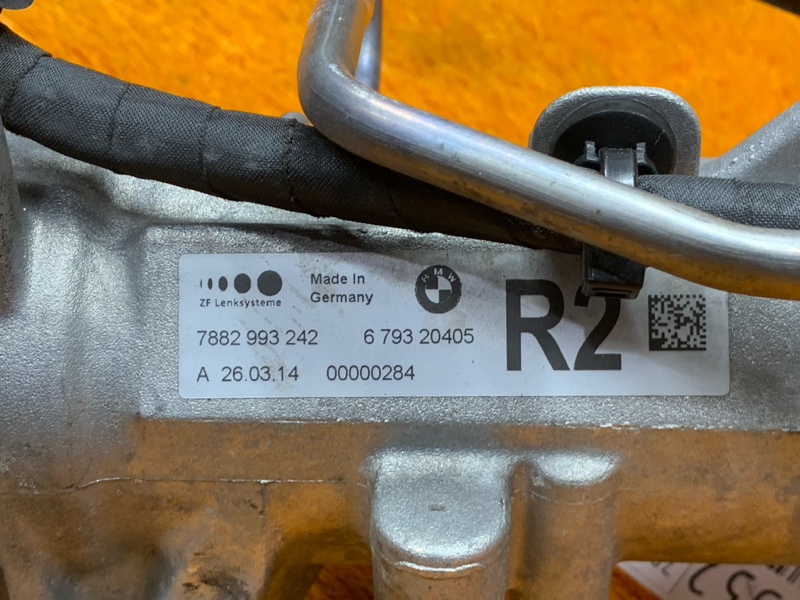 ZF Lenksysteme
Made In
Germany
BMW
7882 993 242 6 793 20405
R2
A 26.03.14 00000284